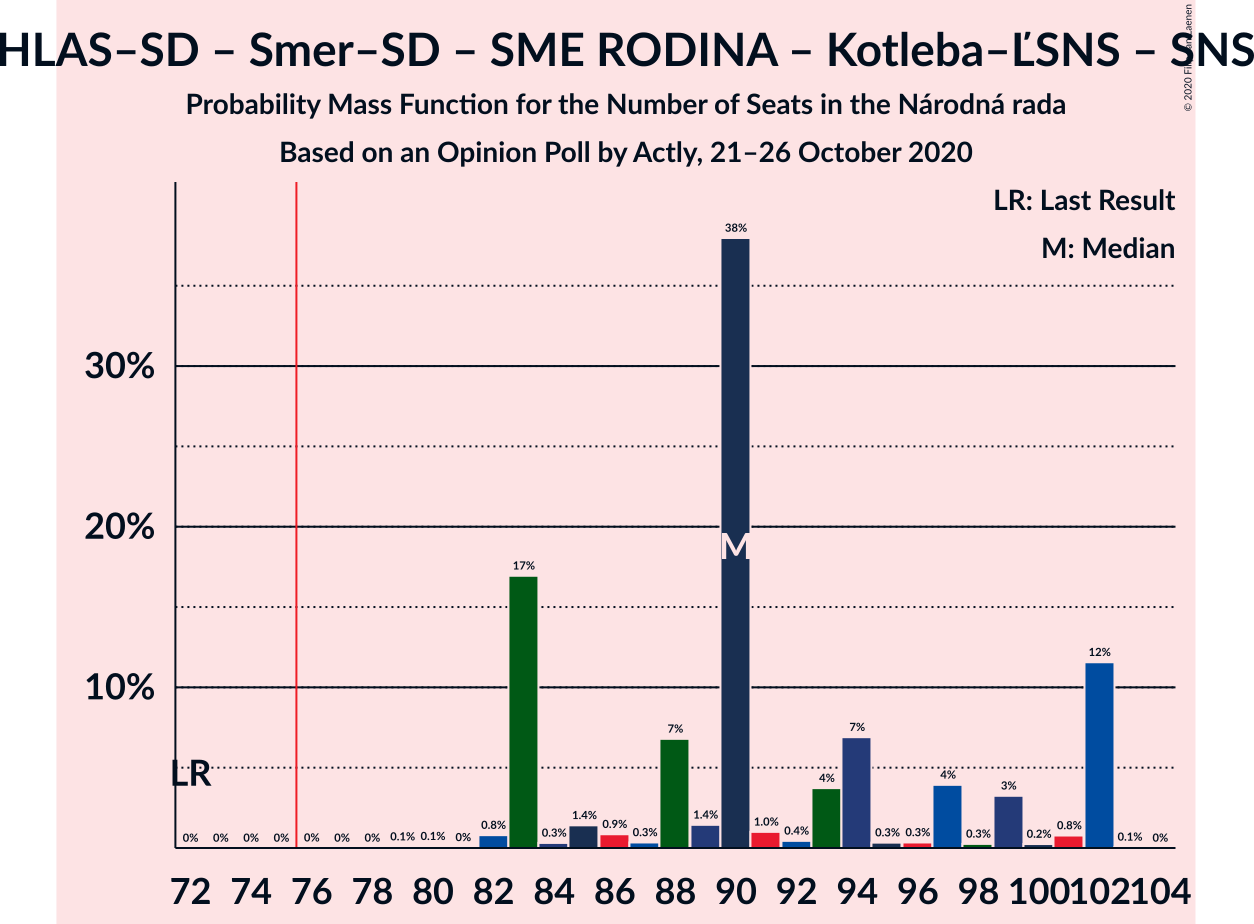 HLAS–SD – Smer–SD – SME RODINA – Kotleba–ĽSNS – SNS
Probability Mass Function for the Number of Seats in the Národná rada
Based on an Opinion Poll by Actly, 21–26 October 2020
© 2020
LR: Last Result
M: Median
38%
30%
20%
M
17%
12%
10%
7%
7%
4%
4%
3%
LR
0% 0% 0% 0% 0% 0% 0% 0.1% 0.1% 0% 0.8% 0.3% 1.4% 0.9% 0.3% 1.4% 1.0% 0.4% 0.3% 0.3% 0.3% 0.2% 0.8% 0.1% 0%
72 74 76 78 80 82 84 86 88 90 92 94 96 98 100 102 104